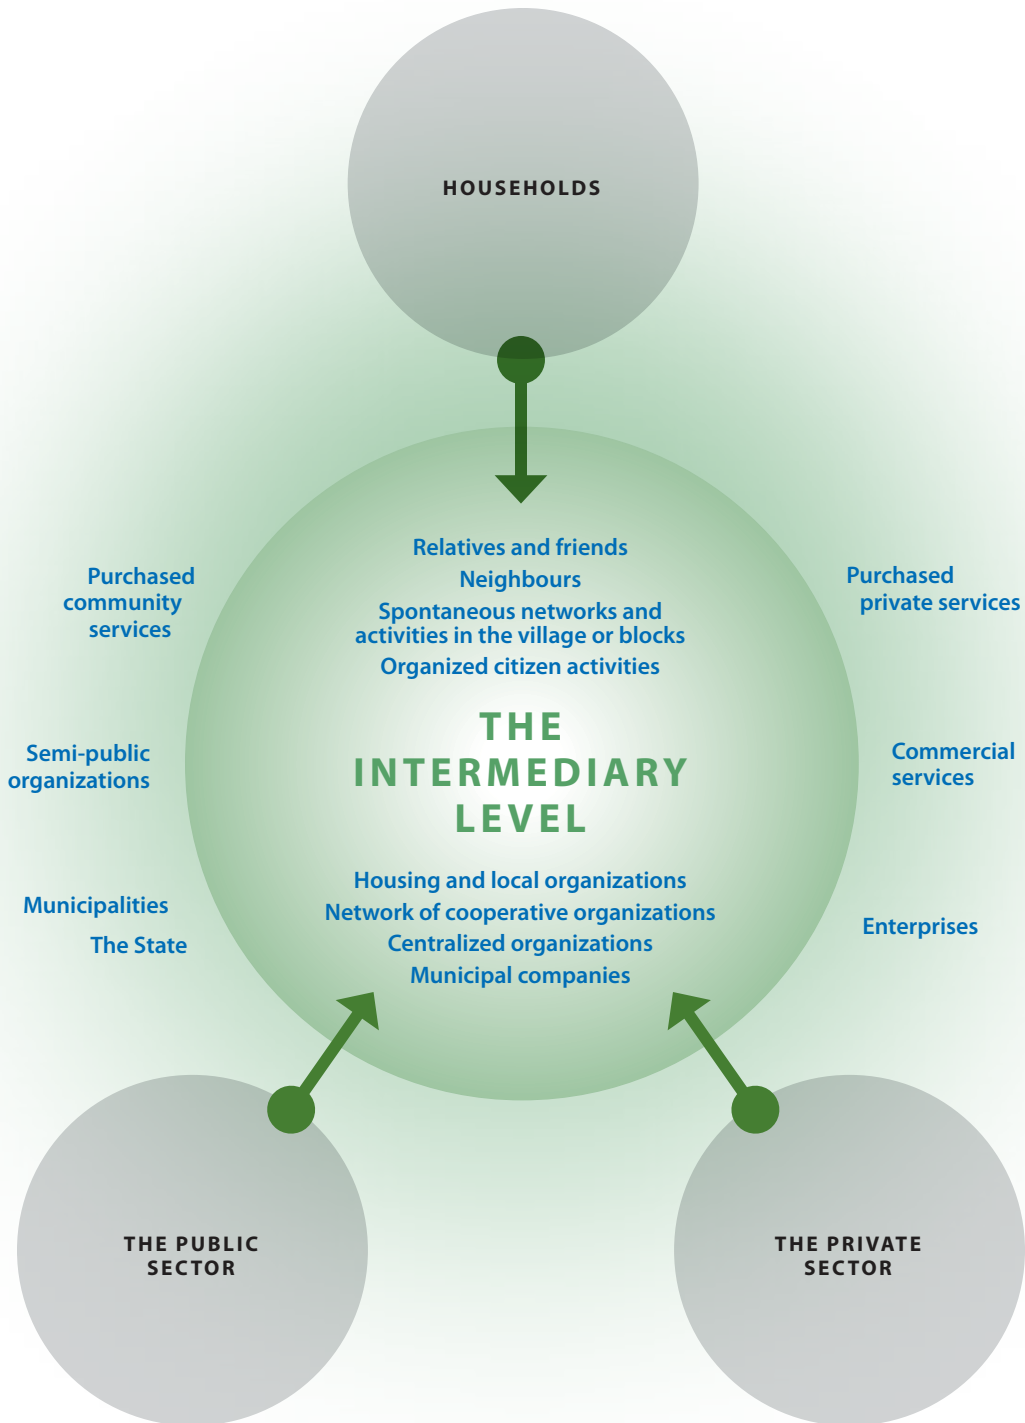 HOUSEHOLDS
Relatives and friends
Neighbours
Spontaneous networks and
activities in the village or blocks
Organized citizen activities
Purchased
community
services
Purchased
private services
THE
INTERMEDIARY
LEVEL
Semi-public
organizations
Commercial
services
Housing and local organizations
Network of cooperative organizations
Centralized organizations
Municipal companies
Municipalities
The State
Enterprises
THE PUBLIC
SECTOR
THE PRIVATE
SECTOR